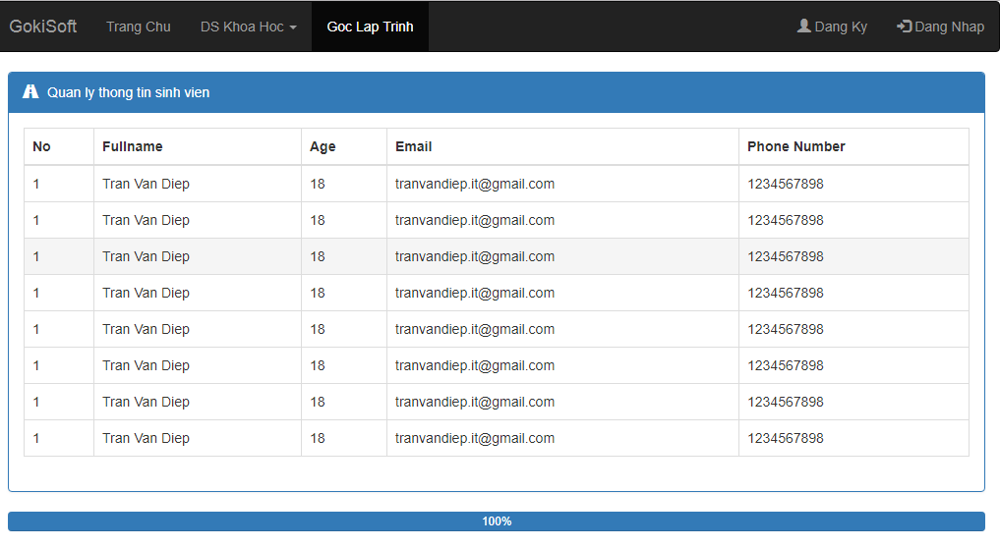 GokiSoft Trang Chu DS Khoa Hoc Goc Lap Trinh Dang Ky Dang Nhap
Quan ly thong tin sinh vien
No Fullname Age Email Phone Number
1 Tran Van Diep 18 tranvandiep.it@gmail.com 1234567898
1 Tran Van Diep 18 tranvandiep.it@gmail.com 1234567898
1 Tran Van Diep 18 tranvandiep.it@gmail.com 1234567898
1 Tran Van Diep 18 tranvandiep.it@gmail.com 1234567898
1 Tran Van Diep 18 tranvandiep.it@gmail.com 1234567898
1 Tran Van Diep 18 tranvandiep.it@gmail.com 1234567898
1 Tran Van Diep 18 tranvandiep.it@gmail.com 1234567898
1 Tran Van Diep 18 tranvandiep.it@gmail.com 1234567898
100%